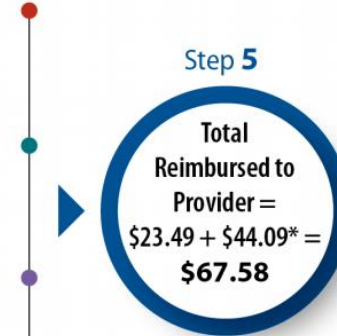 Step 5
Total
Reimbursed to
Provider =
$23.49 + $44.09* =
$67.58